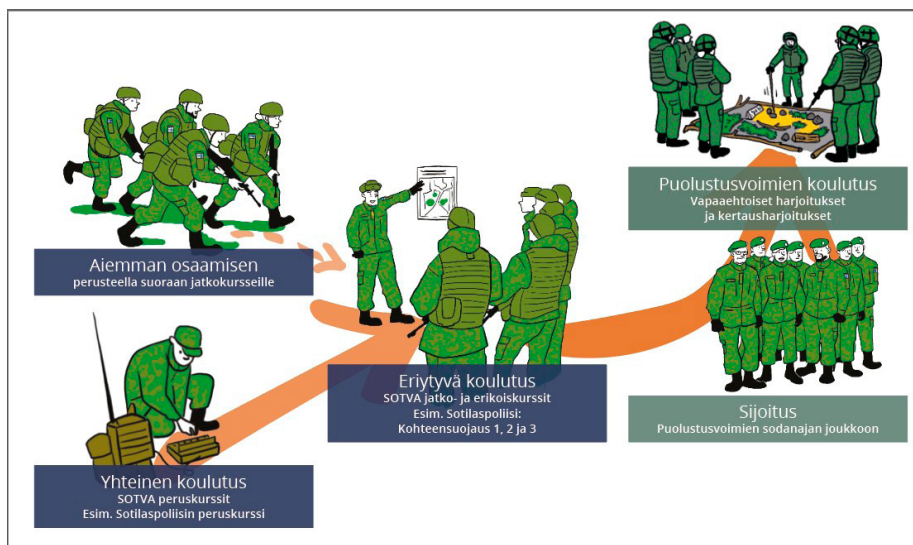 Aiemman osaamisen
perusteella suoraan jatkokursseille
Yhteinen koulutus
SOTVA peruskurssit
Esim. Sotilaspoliisin peruskurssi
Eriytyvä koulutus
SOTVA jatko- ja erikoiskurssit
Esim. Sotilaspoliisi:
Kohteensuojaus 1, 2 ja 3
Puolustusvoimien koulutus
Vapaaehtoiset harjoitukset
ja kertausharjoitukset
Sijoitus
Puolustusvoimien sodanajan joukkoon